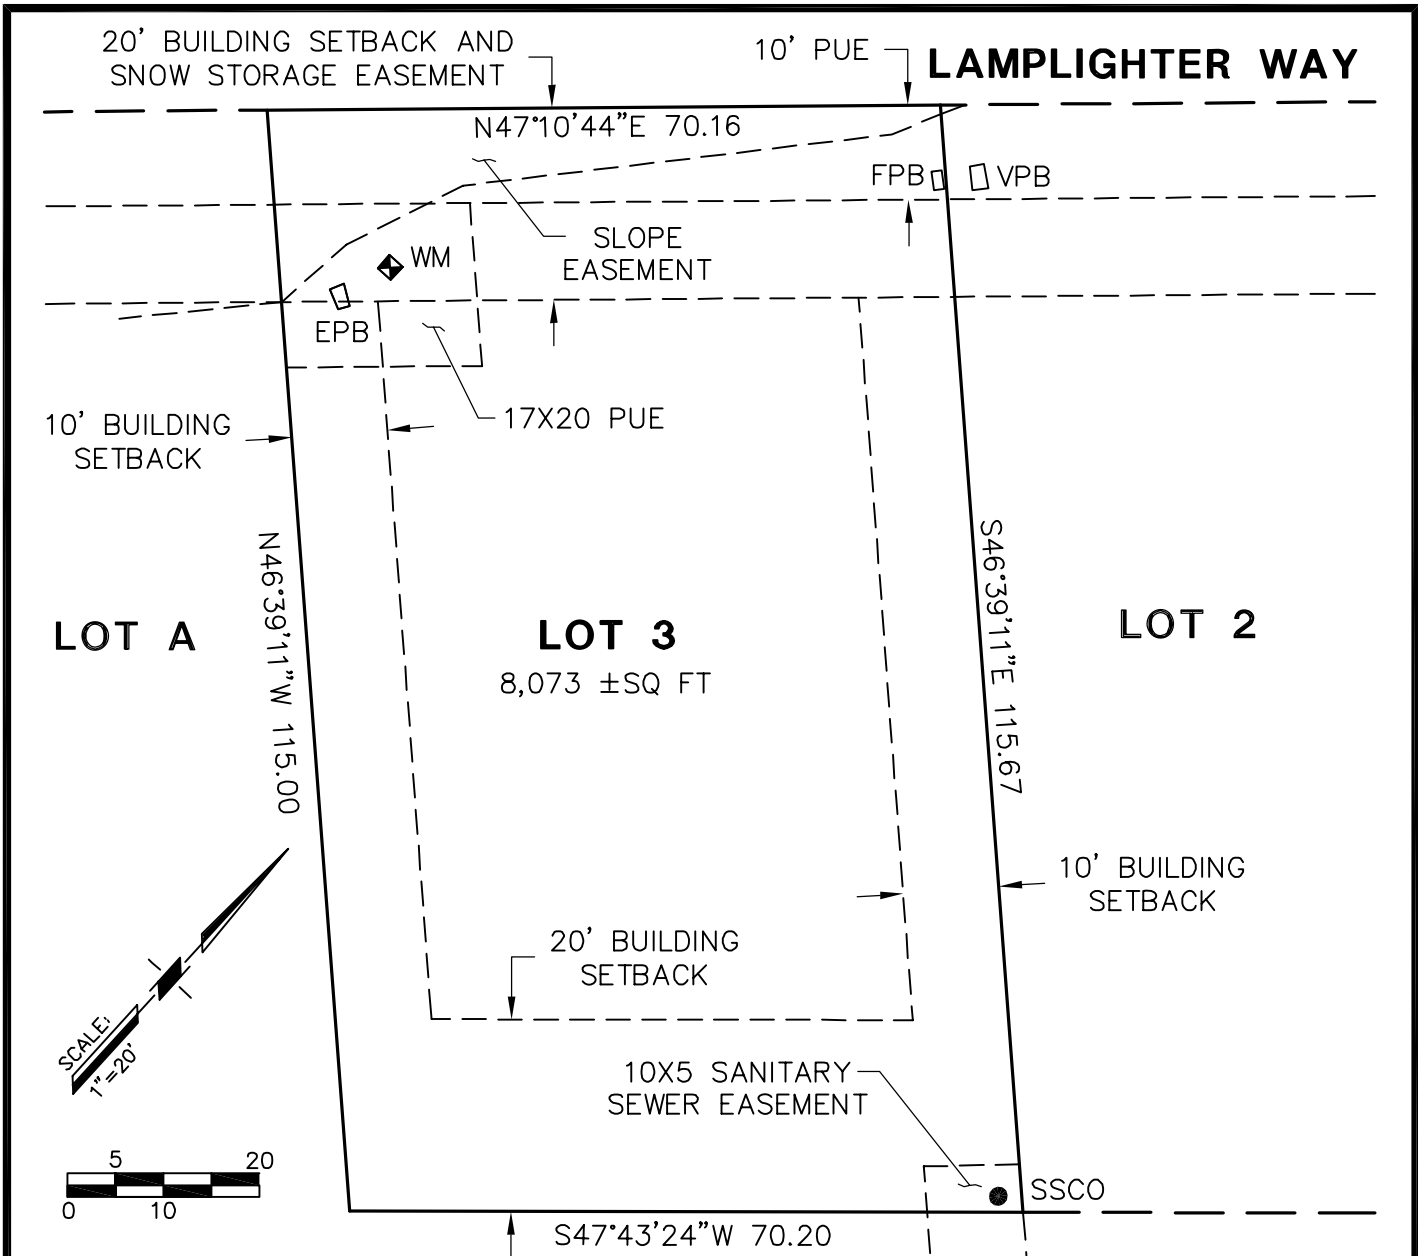 20' BUILDING SETBACK AND
SNOW STORAGE EASEMENT
10' PUE
LAMPLIGHTER WAY
N47°10'44"E 70.16
FPB
VPB
SLOPE
EASEMENT
WM
EPB
17X20 PUE
10' BUILDING
SETBACK
N46°39'11"W 115.00
S46°39'11"E 115.67
LOT A
LOT 3
8,073 ±SQ FT
LOT 2
10' BUILDING
SETBACK
20' BUILDING
SETBACK
SCALE:
1"=20'
10X5 SANITARY
SEWER EASEMENT
5 20
0 10
SSCO
S47°43'24"W 70.20